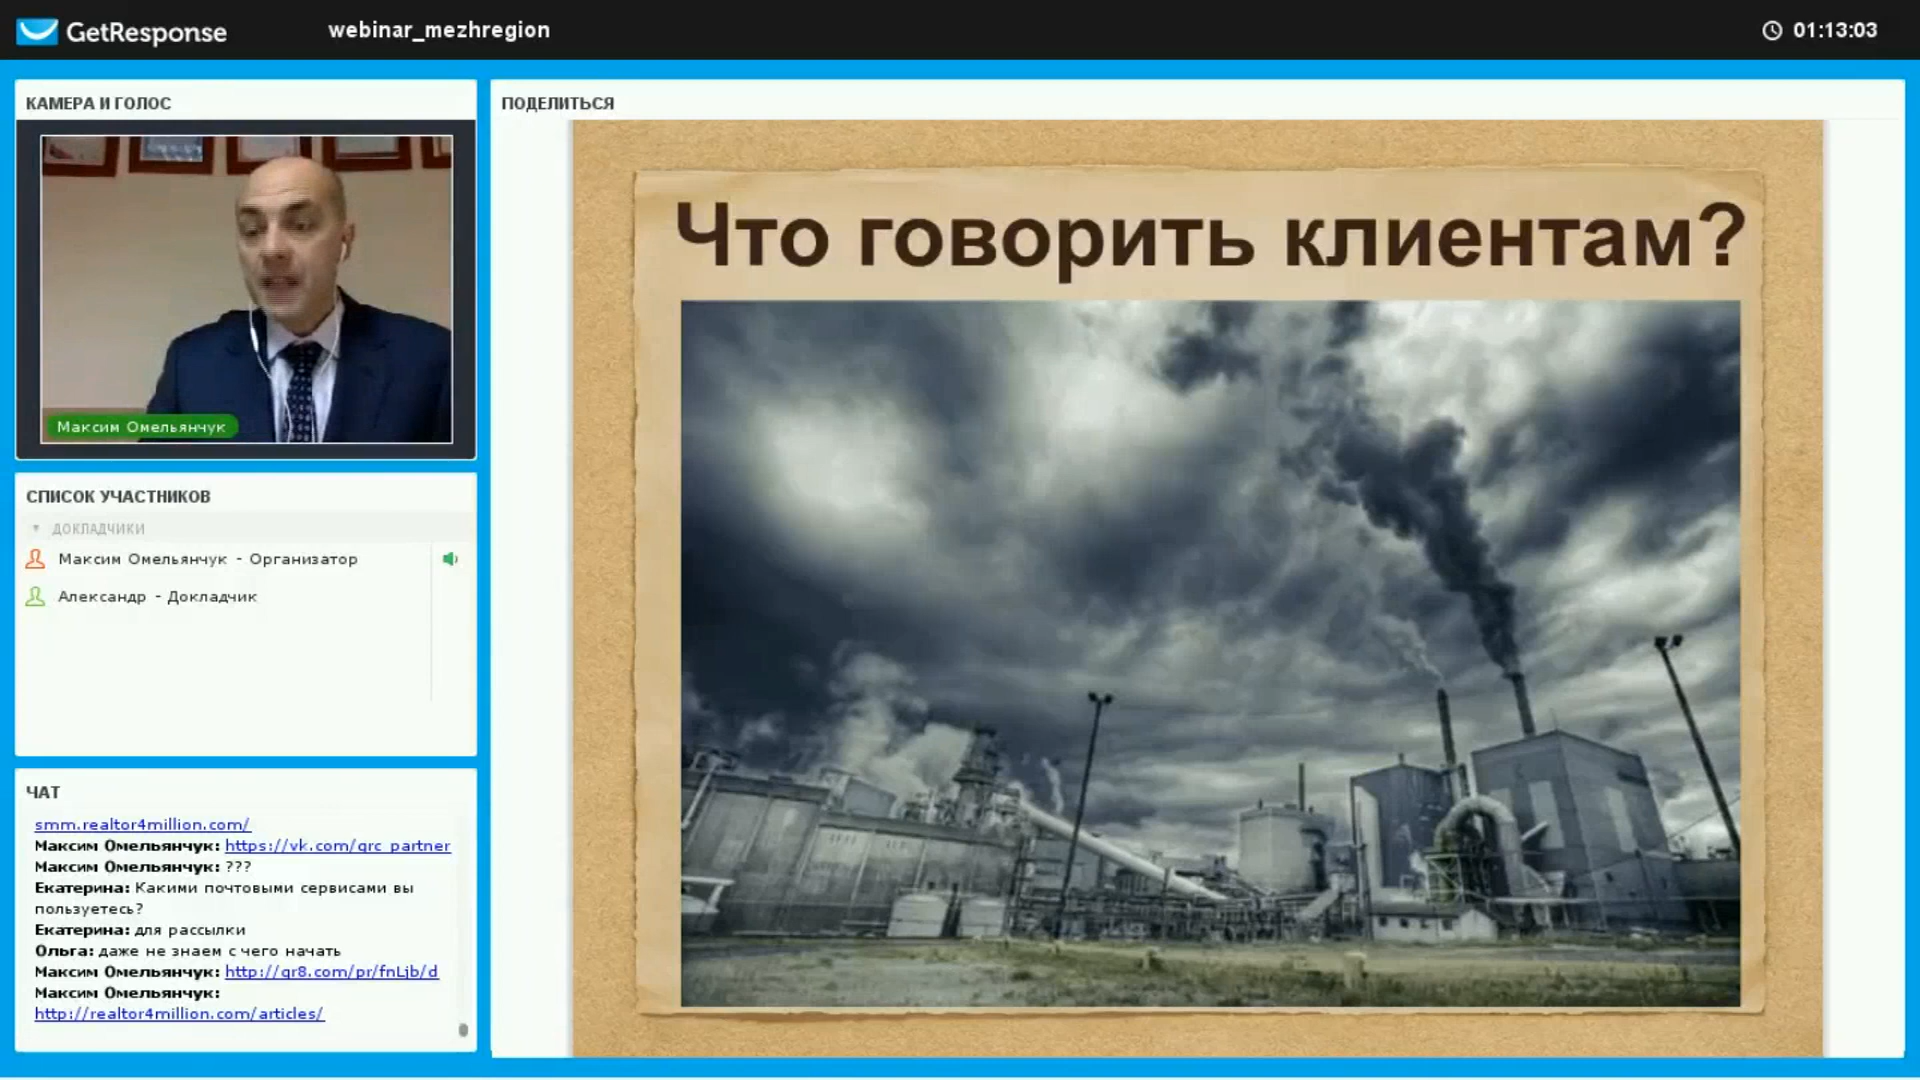 GetResponse
webinar_mezhregion
01:13:03
КАМЕРА И ГОЛОС
Максим Омельянчук
СПИСОК УЧАСТНИКОВ
ДОКЛАДЧИКИ
Максим Омельянчук - Организатор
Александр - Докладчик
ЧАТ
smm.realtor4million.com/
Максим Омельянчук: https://vk.com/grc_partner
Максим Омельянчук: ???
Екатерина: Какими почтовыми сервисами вы
пользуетесь?
Екатерина: для рассылки
Ольга: даже не знаем с чего начать
Максим Омельянчук: http://gr8.com/pr/fnLjb/d
Максим Омельянчук:
http://realtor4million.com/articles/
ПОДЕЛИТЬСЯ
Что говорить клиентам?